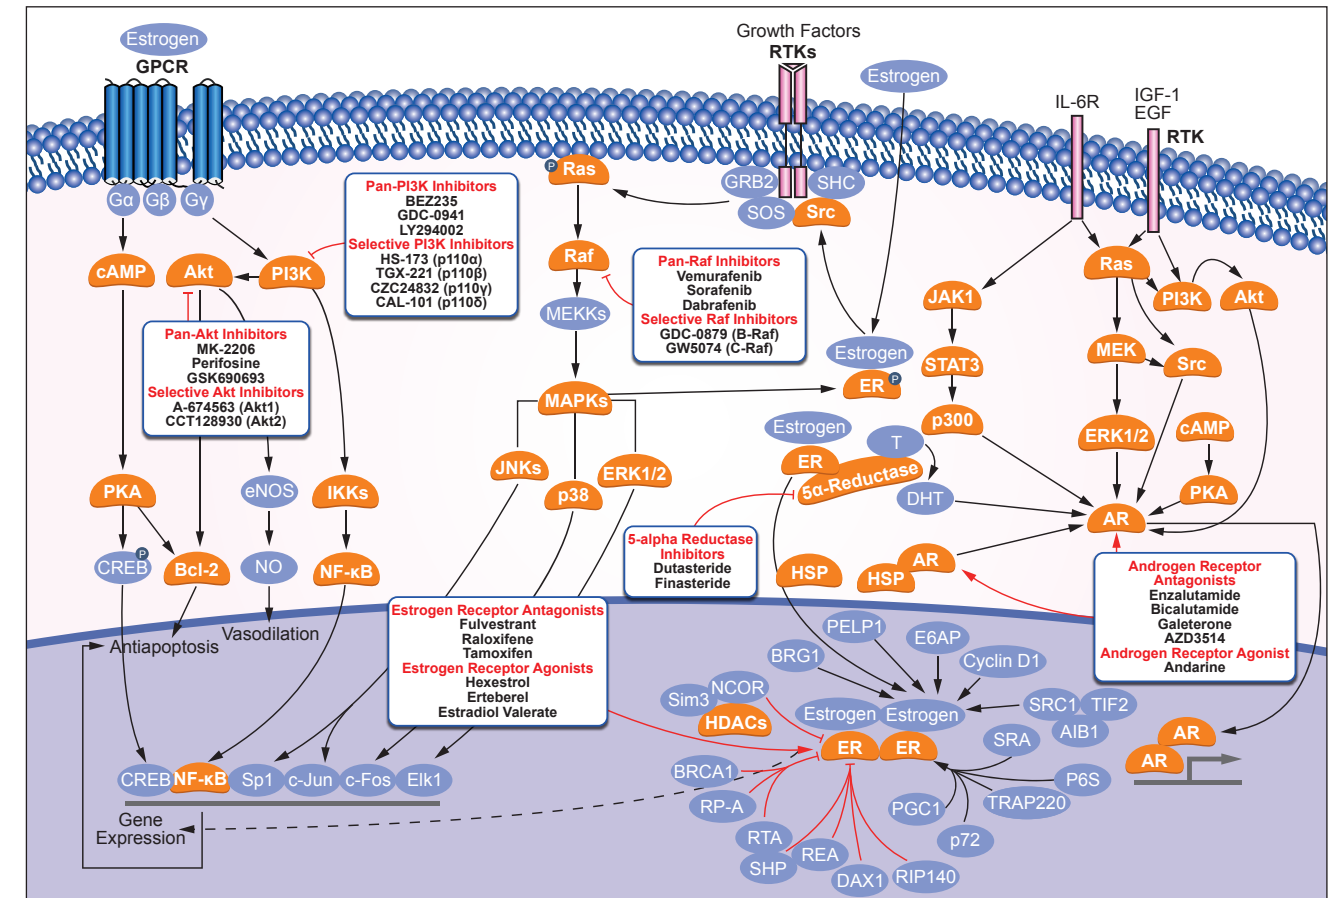 Estrogen
GPCR
Gα
Gβ
Gγ
cAMP
Akt
PI3K
Pan-PI3K Inhibitors
BEZ235
GDC-0941
LY294002
Selective PI3K Inhibitors
HS-173 (p110α)
TGX-221 (p110β)
CZC24832 (p110γ)
CAL-101 (p110δ)
Pan-Akt Inhibitors
MK-2206
Perifosine
GSK690693
Selective Akt Inhibitors
A-674563 (Akt1)
CCT128930 (Akt2)
PKA
eNOS
IKKs
CREB
P
Bcl-2
NO
NF-κB
Antiapoptosis
Vasodilation
Growth Factors
RTKs
Estrogen
P
Ras
GRB2
SHC
SOS
Src
Raf
MEKKs
Pan-Raf Inhibitors
Vemurafenib
Sorafenib
Dabrafenib
Selective Raf Inhibitors
GDC-0879 (B-Raf)
GW5074 (C-Raf)
MAPKs
JNKs
p38
ERK1/2
Estrogen
ER
P
Estrogen
ER
T
5α-Reductase
DHT
5-alpha Reductase
Inhibitors
Dutasteride
Finasteride
HSP
HSP
AR
IL-6R
IGF-1
EGF
RTK
JAK1
STAT3
p300
Ras
PI3K
Akt
MEK
Src
ERK1/2
cAMP
PKA
AR
Androgen Receptor
Antagonists
Enzalutamide
Bicalutamide
Galeterone
AZD3514
Androgen Receptor Agonist
Andarine
Estrogen Receptor Antagonists
Fulvestrant
Raloxifene
Tamoxifen
Estrogen Receptor Agonists
Hexestrol
Erteberel
Estradiol Valerate
PELP1
E6AP
BRG1
Cyclin D1
NCOR
Sim3
HDACs
Estrogen
Estrogen
ER
ER
SRC1
TIF2
AIB1
SRA
P6S
TRAP220
PGC1
p72
BRCA1
RP-A
RTA
SHP
REA
DAX1
RIP140
AR
AR
CREB
NF-κB
Sp1
c-Jun
c-Fos
Elk1
Gene
Expression